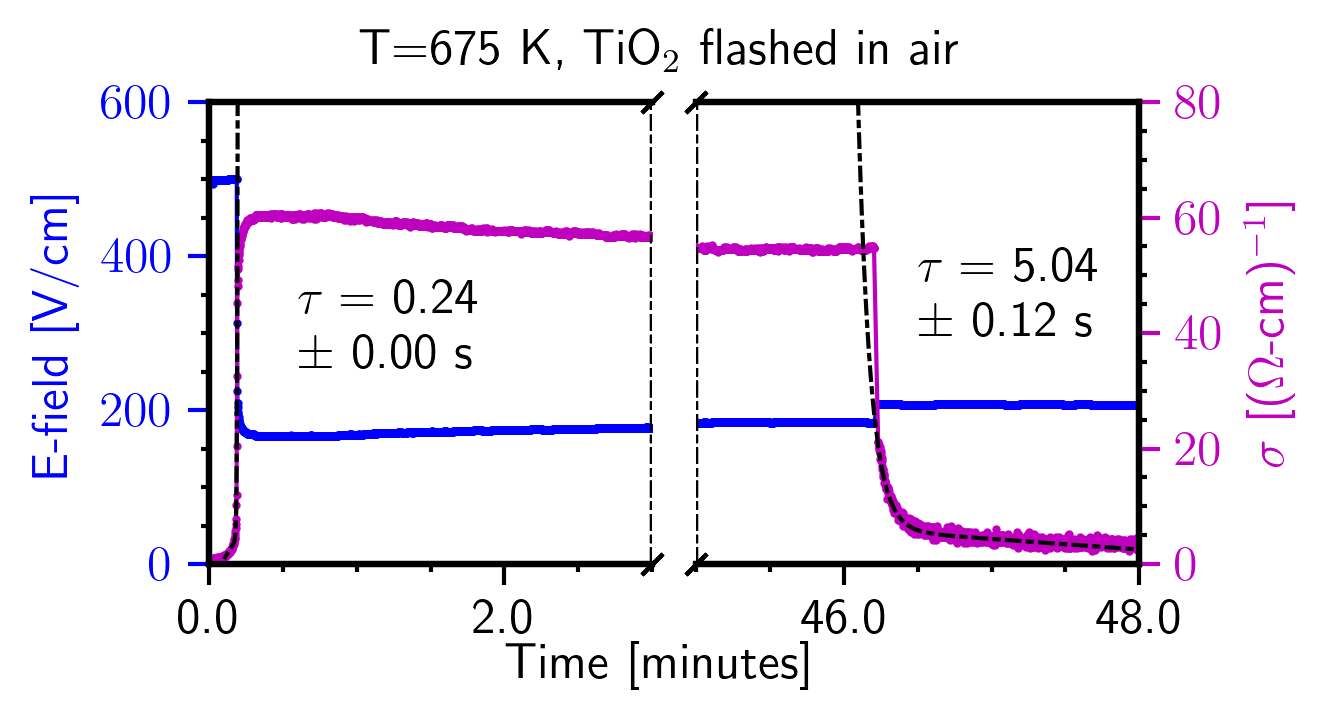 T=675 K, TiO₂ flashed in air
600
400
200
0
E-field [V/cm]
τ = 0.24
± 0.00 s
τ = 5.04
± 0.12 s
80
60
40
20
0
σ [(Ω-cm)⁻¹]
0.0
2.0
46.0
48.0
Time [minutes]